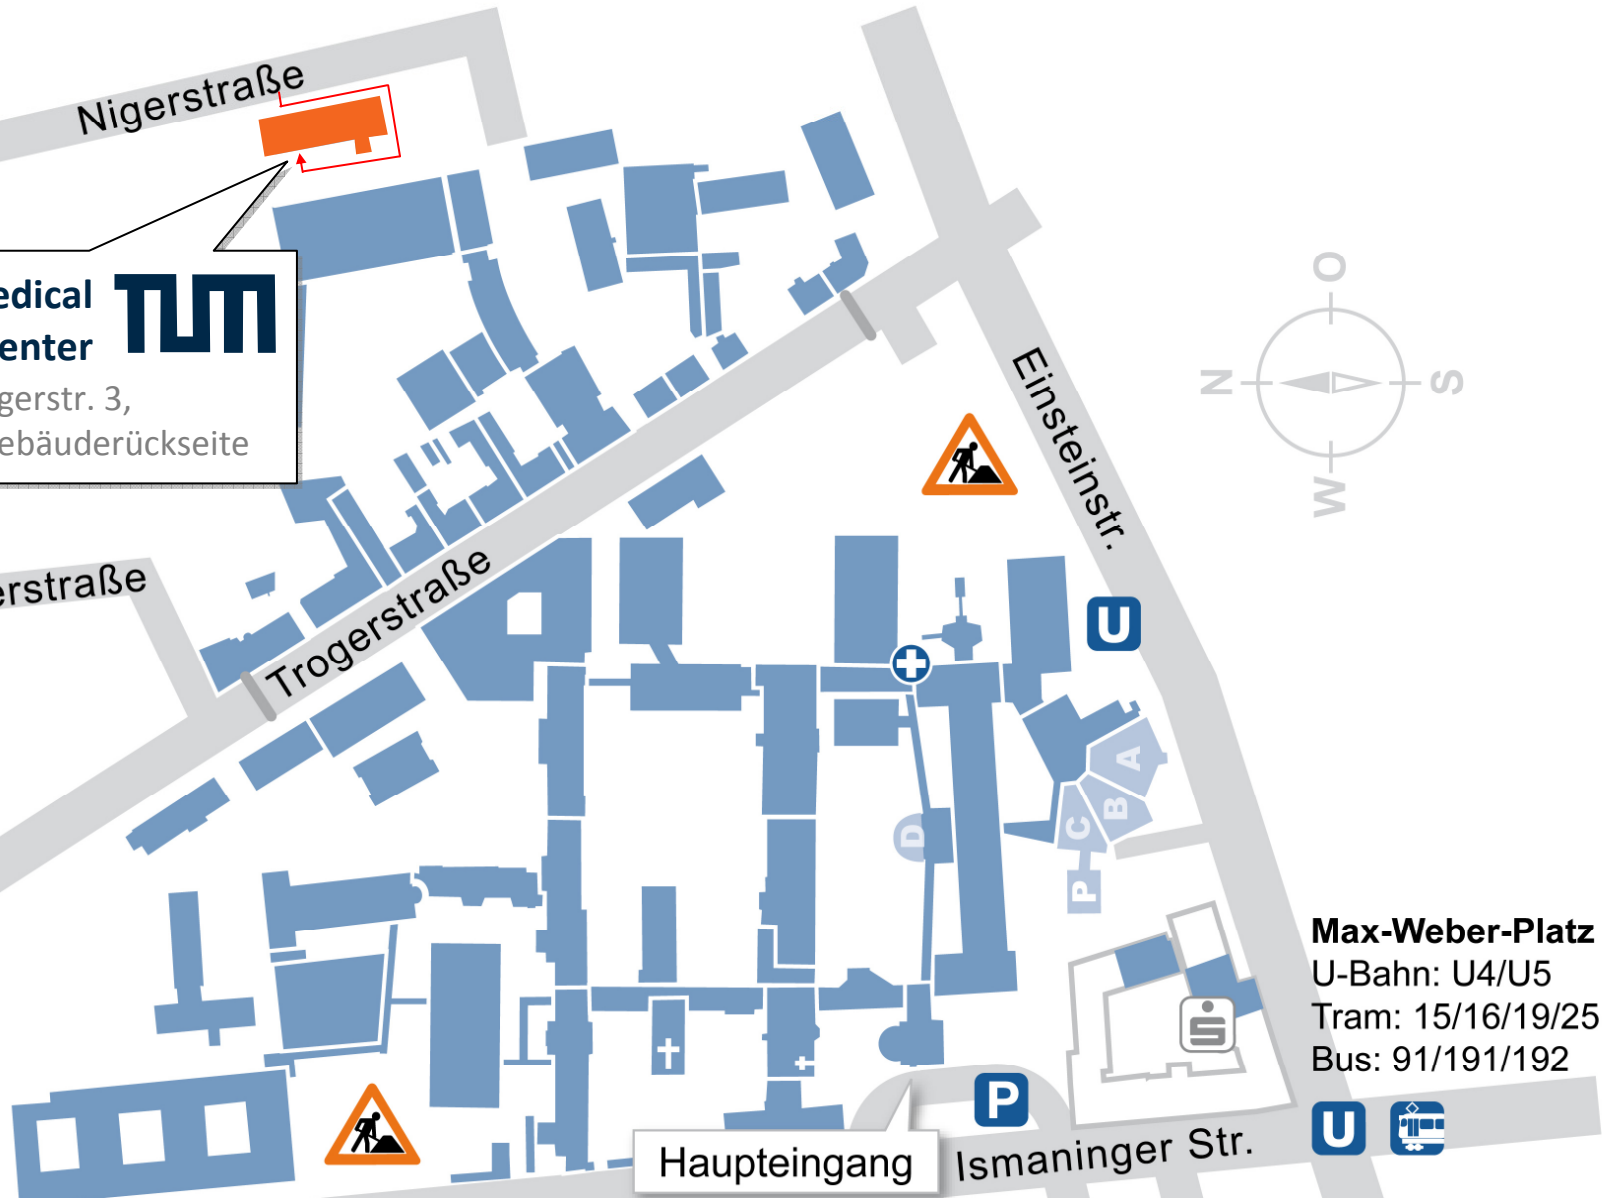 Nigerstraße
edical
enter
TUM
gerstr. 3,
ebäuderückseite
erstraße
Trogerstraße
Einsteinstr.
O
N
S
W
U
A
B
C
D
P
Max-Weber-Platz
U-Bahn: U4/U5
Tram: 15/16/19/25
Bus: 91/191/192
P
U
Haupteingang
Ismaninger Str.